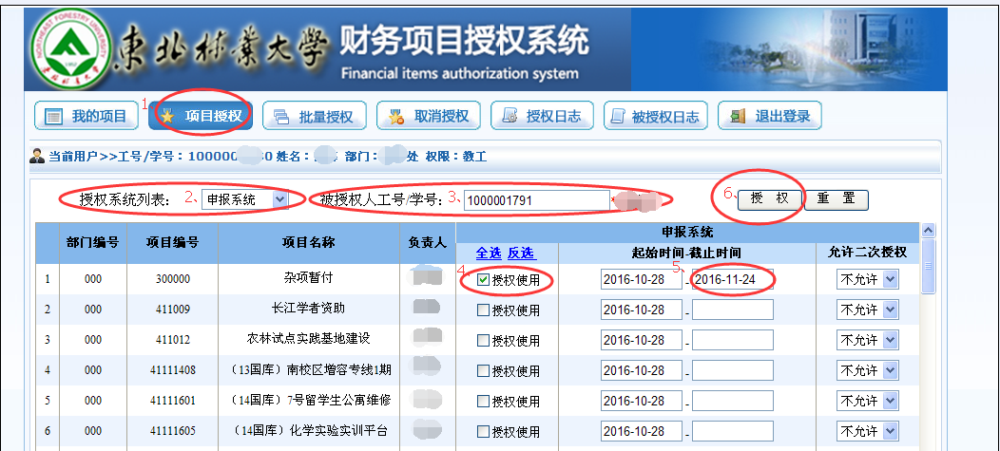 東北林業大學 财务项目授权系统
NORTHEAST FORESTRY UNIVERSITY
Financial items authorization system
1、 我的项目 项目授权 批量授权 取消授权 授权日志 被授权日志 退出登录
当前用户>>工号/学号：100000 0 姓名： 部门： 处 权限：教工
授权系统列表： 2、 申报系统 被授权人工号/学号： 3、 1000001791 * 6、 授 权 重 置
部门编号 项目编号 项目名称 负责人 申报系统
全选 反选 起始时间-截止时间 允许二次授权
1 000 300000 杂项暂付 4、 授权使用 2016-10-28 - 5、 2016-11-24 不允许
2 000 411009 长江学者资助 授权使用 2016-10-28 - 不允许
3 000 411012 农林试点实践基地建设 授权使用 2016-10-28 - 不允许
4 000 41111408 （13国库）南校区增容专线1期 授权使用 2016-10-28 - 不允许
5 000 41111601 （14国库）7号留学生公寓维修 授权使用 2016-10-28 - 不允许
6 000 41111605 （14国库）化学实验实训平台 授权使用 2016-10-28 - 不允许